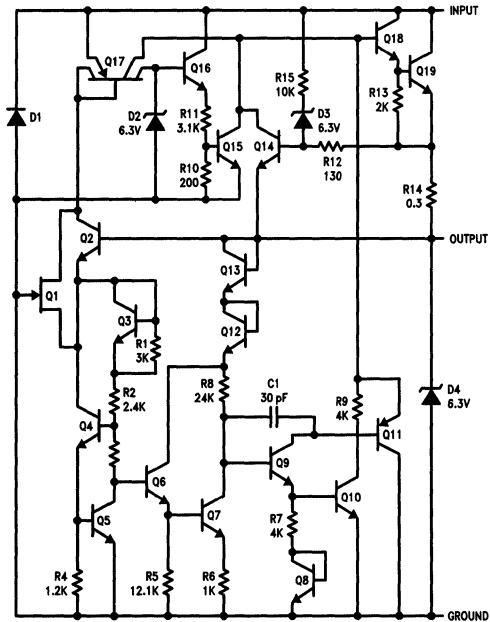 INPUT
Q17
Q18
Q16
Q19
R15
10K
R13
2K
D1
D2
6.3V
R11
3.1K
D3
6.3V
Q15
Q14
R10
200
R12
130
R14
0.3
Q2
OUTPUT
Q13
Q1
Q3
Q12
R1
3K
C1
30 pF
D4
6.3V
R2
2.4K
R8
24K
R9
4K
Q4
Q11
Q9
Q6
Q10
Q5
Q7
R7
4K
R4
1.2K
R5
12.1K
R6
1K
Q8
GROUND